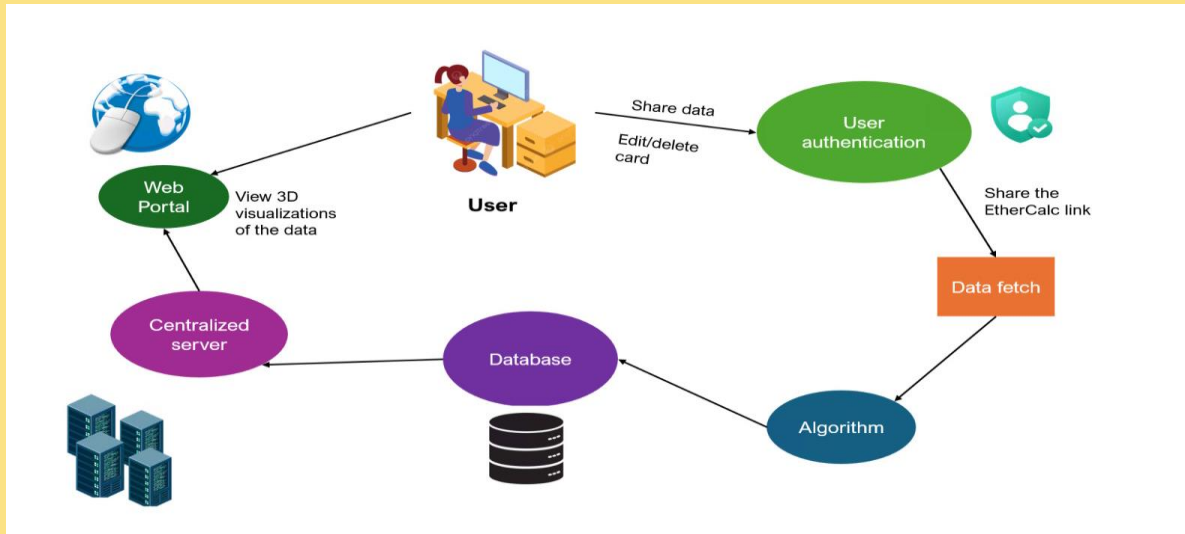 Share data
Edit/delete
card
User
authentication
Web
Portal
View 3D
visualizations
of the data
User
Share the
EtherCalc link
Data fetch
Centralized
server
Database
Algorithm